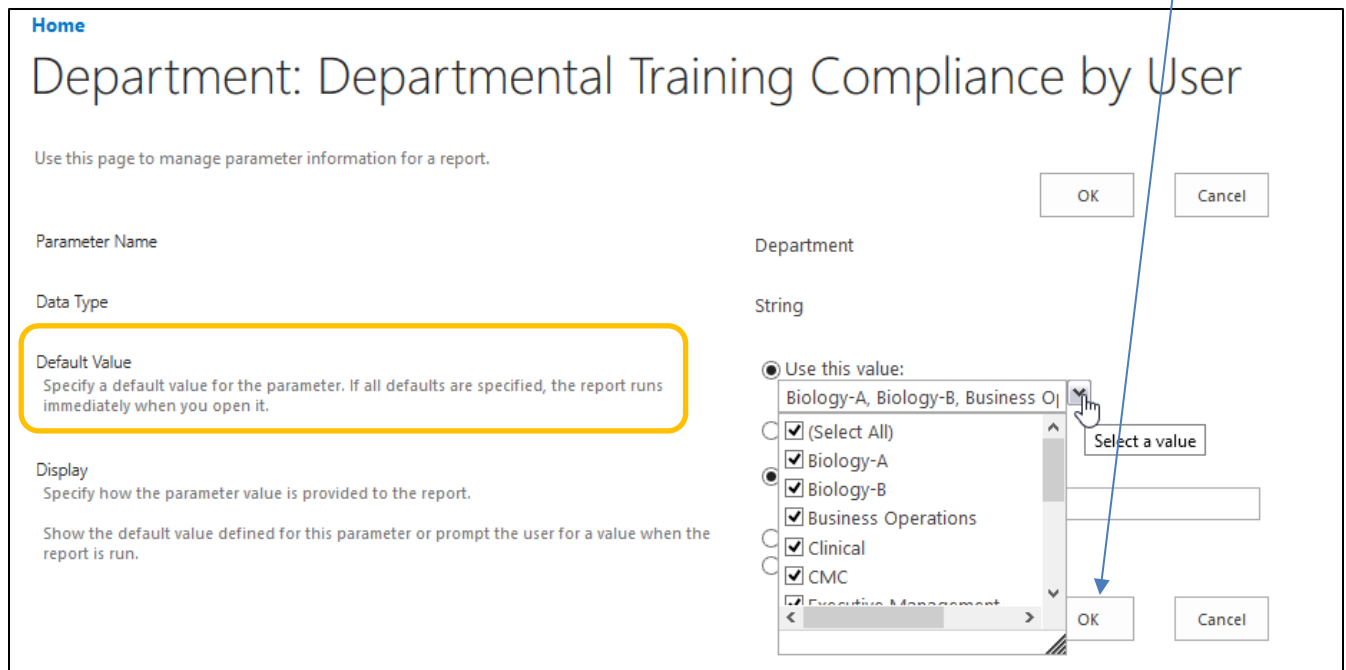 Home
Department: Departmental Training Compliance by User
Use this page to manage parameter information for a report.
OK Cancel
Parameter Name
Department
Data Type
String
Default Value
Specify a default value for the parameter. If all defaults are specified, the report runs
immediately when you open it.
Use this value:
Biology-A, Biology-B, Business
(Select All)
Biology-A
Biology-B
Business Operations
Clinical
CMC
Executive Management
Select a value
Display
Specify how the parameter value is provided to the report.
Show the default value defined for this parameter or prompt the user for a value when the
report is run.
OK Cancel